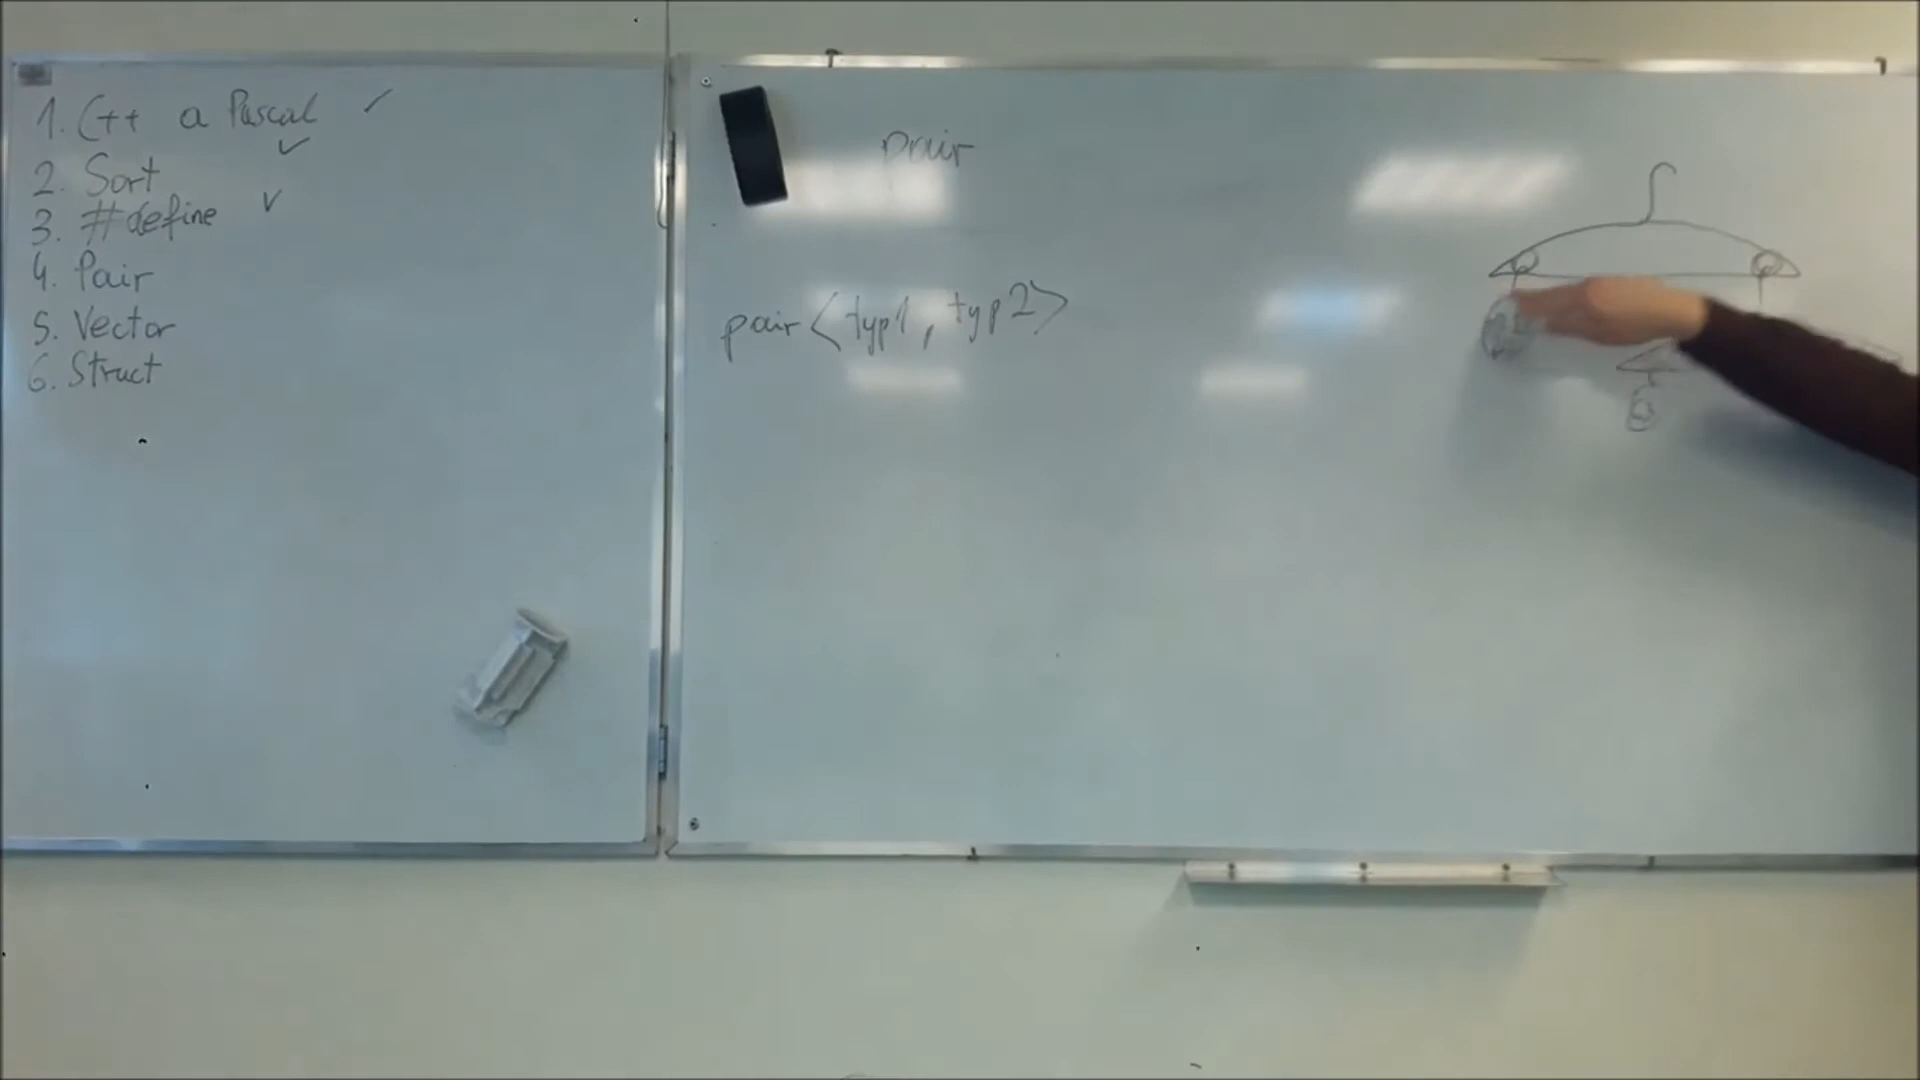 1. C++ a Pascal ✓
2. Sort ✓
3. #define ✓
4. Pair
5. Vector
6. Struct
pair
pair<typ1, typ2>